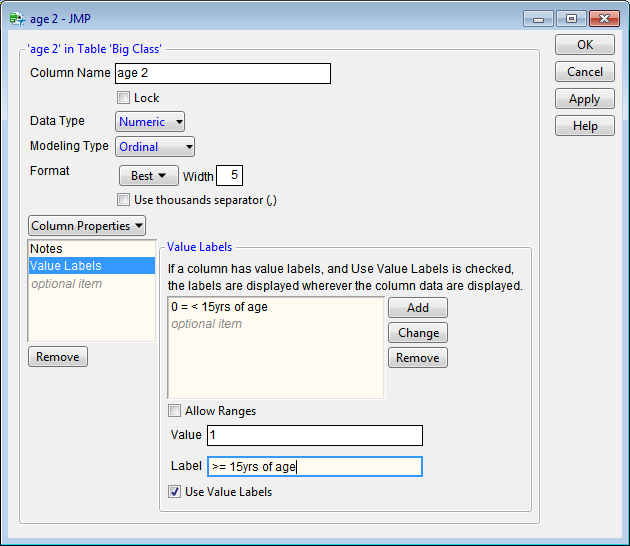 age 2 - JMP
'age 2' in Table 'Big Class'
OK
Column Name age 2
Cancel
Lock
Apply
Data Type Numeric
Help
Modeling Type Ordinal
Format Best Width 5
Use thousands separator (,)
Column Properties
Notes
Value Labels
optional item
Remove
Value Labels
If a column has value labels, and Use Value Labels is checked,
the labels are displayed wherever the column data are displayed.
0 = < 15yrs of age
optional item
Add
Change
Remove
Allow Ranges
Value 1
Label >= 15yrs of age
Use Value Labels